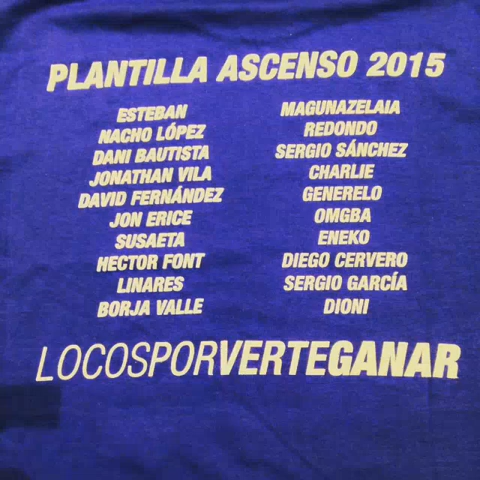 PLANTILLA ASCENSO 2015
ESTEBAN
NACHO LÓPEZ
DANI BAUTISTA
JONATHAN VILA
DAVID FERNÁNDEZ
JON ERICE
SUSAETA
HECTOR FONT
LINARES
BORJA VALLE
MAGUNAZELAIA
REDONDO
SERGIO SÁNCHEZ
CHARLIE
GENERELO
OMGBA
ENEKO
DIEGO CERVERO
SERGIO GARCÍA
DIONI
LOCOSPORVERTEGANAR